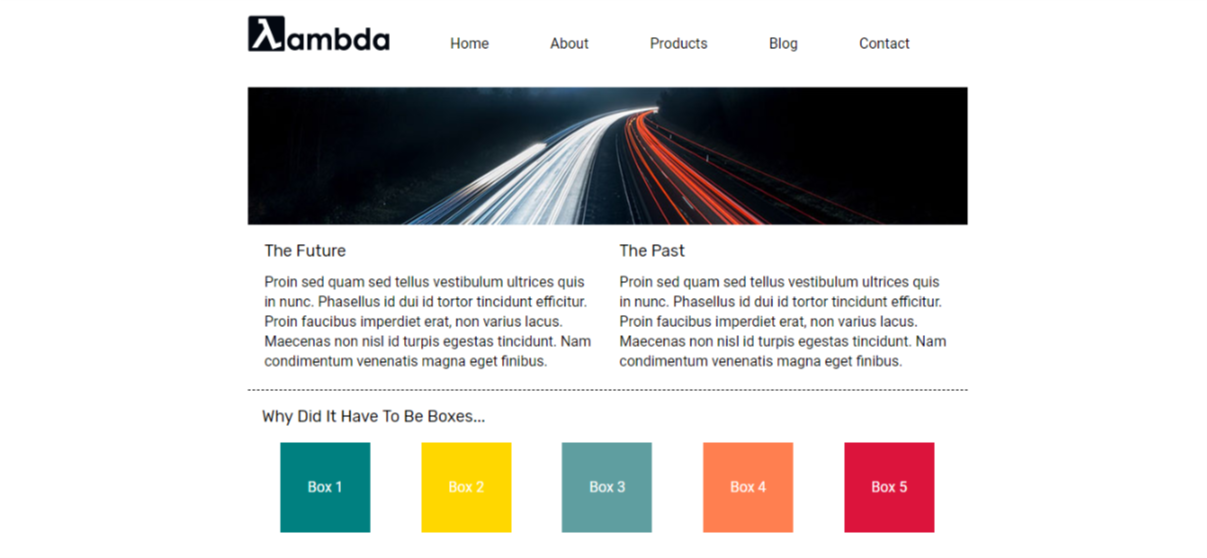 λambda
Home About Products Blog Contact
The Future
Proin sed quam sed tellus vestibulum ultrices quis
in nunc. Phasellus id dui id tortor tincidunt efficitur.
Proin faucibus imperdiet erat, non varius lacus.
Maecenas non nisl id turpis egestas tincidunt. Nam
condimentum venenatis magna eget finibus.
The Past
Proin sed quam sed tellus vestibulum ultrices quis
in nunc. Phasellus id dui id tortor tincidunt efficitur.
Proin faucibus imperdiet erat, non varius lacus.
Maecenas non nisl id turpis egestas tincidunt. Nam
condimentum venenatis magna eget finibus.
Why Did It Have To Be Boxes...
Box 1 Box 2 Box 3 Box 4 Box 5